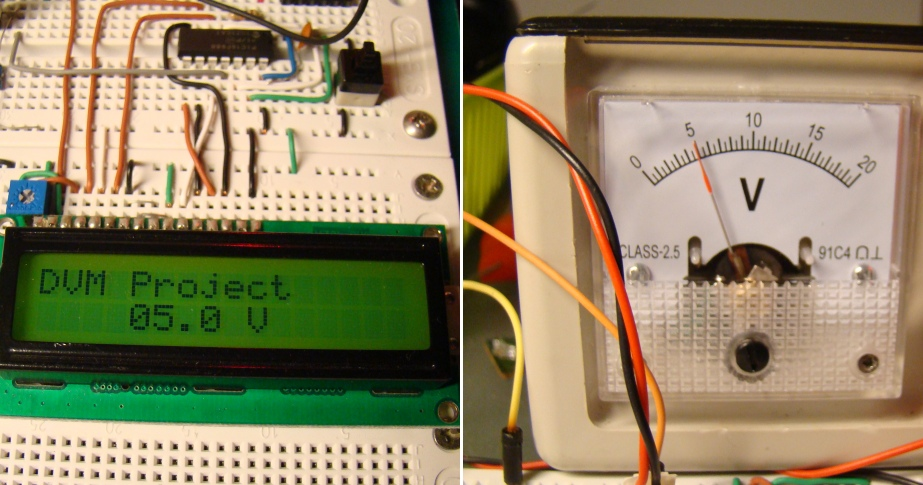 DVM Project
05.0 V
0 5 10 15 20
V
CLASS-2.5 91C4